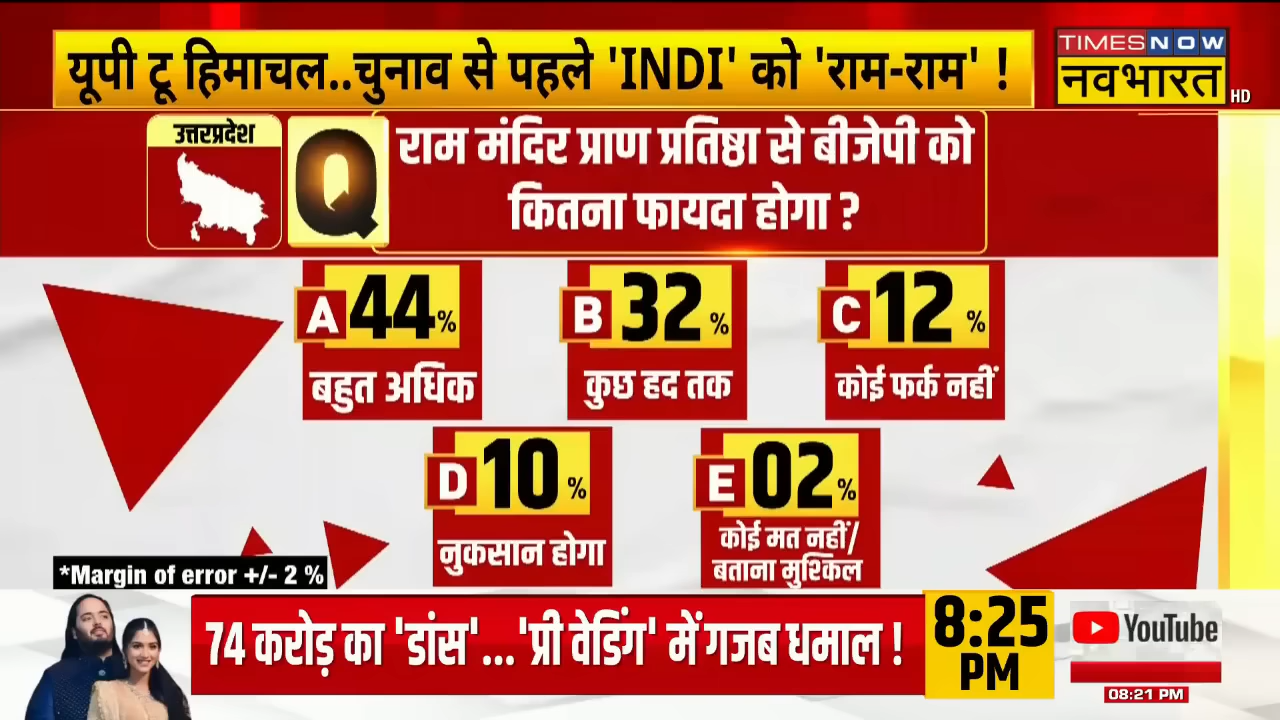 यूपी टू हिमाचल..चुनाव से पहले 'INDI' को 'राम-राम' !
TIMES NOW
नवभारत
HD
उत्तरप्रदेश
Q
राम मंदिर प्राण प्रतिष्ठा से बीजेपी को
कितना फायदा होगा ?
A 44%
बहुत अधिक
B 32%
कुछ हद तक
C 12%
कोई फर्क नहीं
D 10%
नुकसान होगा
E 02%
कोई मत नहीं/
बताना मुश्किल
*Margin of error +/- 2 %
74 करोड़ का 'डांस'... 'प्री वेडिंग' में गजब धमाल !
8:25
PM
YouTube
08:21 PM